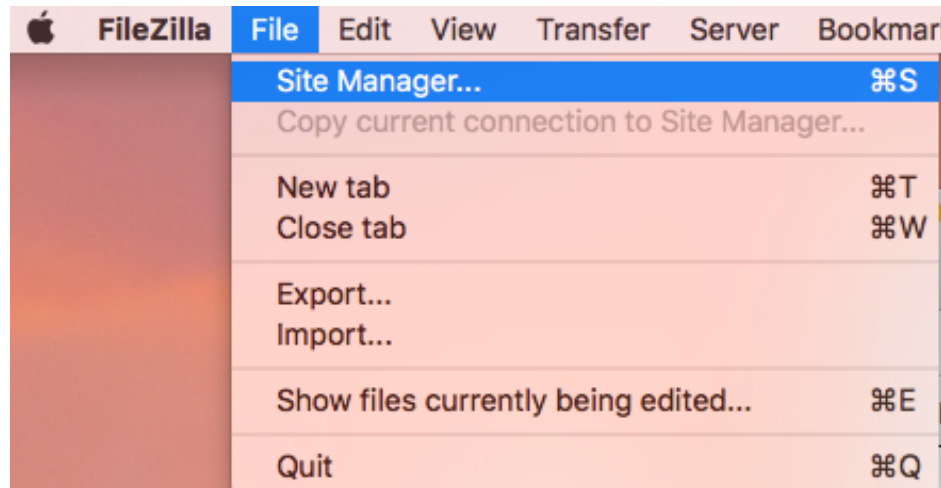 FileZilla File Edit View Transfer Server Bookmar
Site Manager... ⌘S
Copy current connection to Site Manager...
New tab ⌘T
Close tab ⌘W
Export...
Import...
Show files currently being edited... ⌘E
Quit ⌘Q